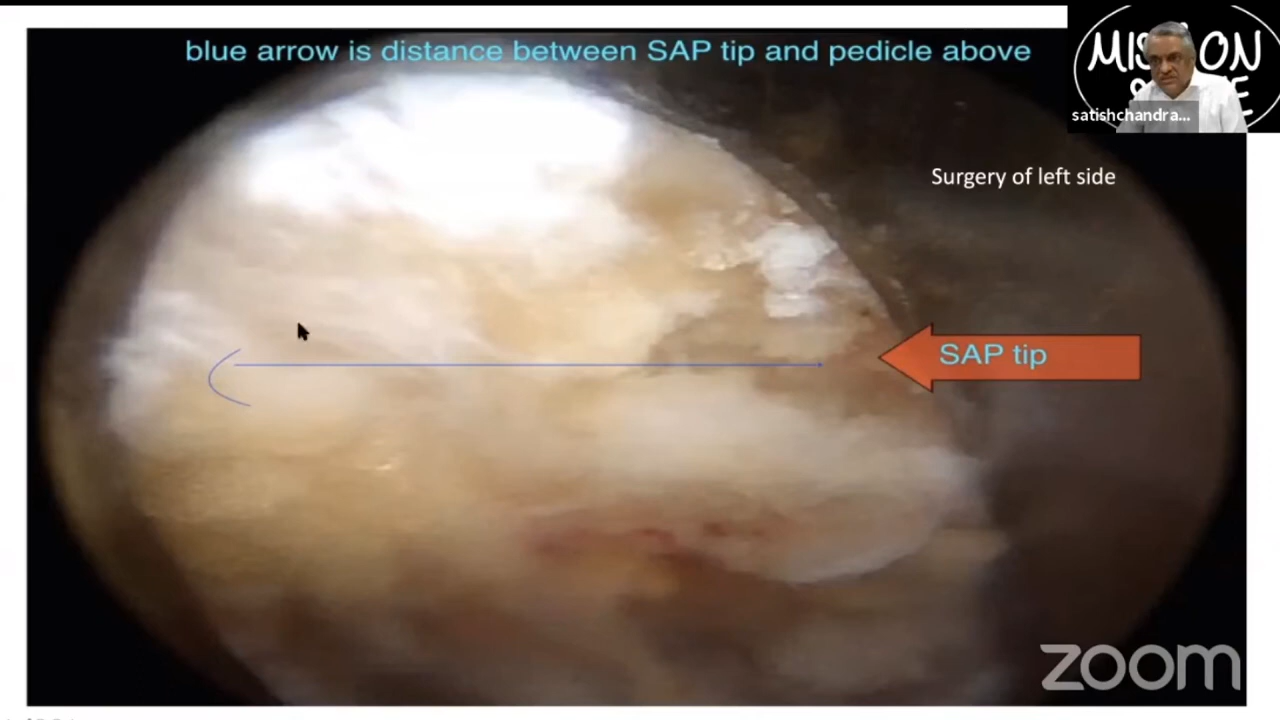 blue arrow is distance between SAP tip and pedicle above
satishchandra...
Surgery of left side
SAP tip
zoom